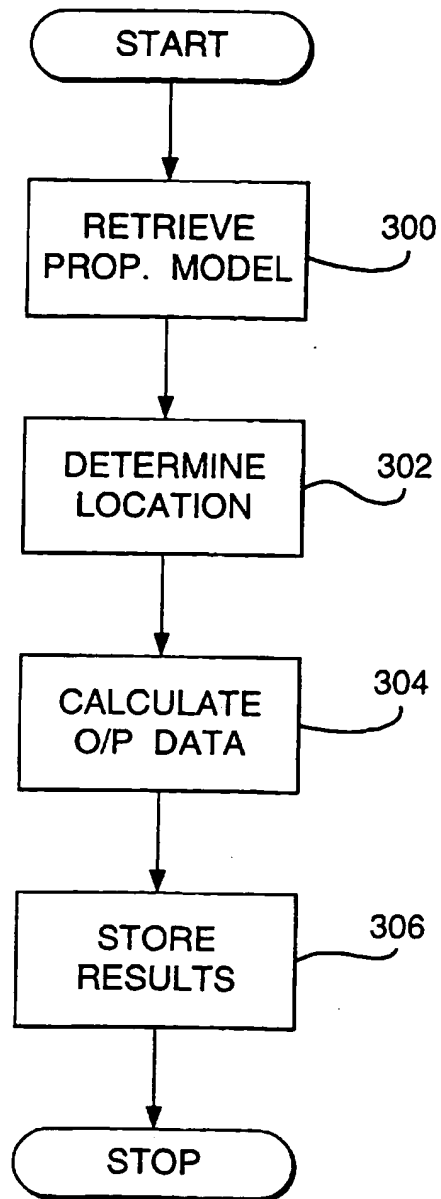 START
RETRIEVE
PROP. MODEL
300
DETERMINE
LOCATION
302
CALCULATE
O/P DATA
304
STORE
RESULTS
306
STOP